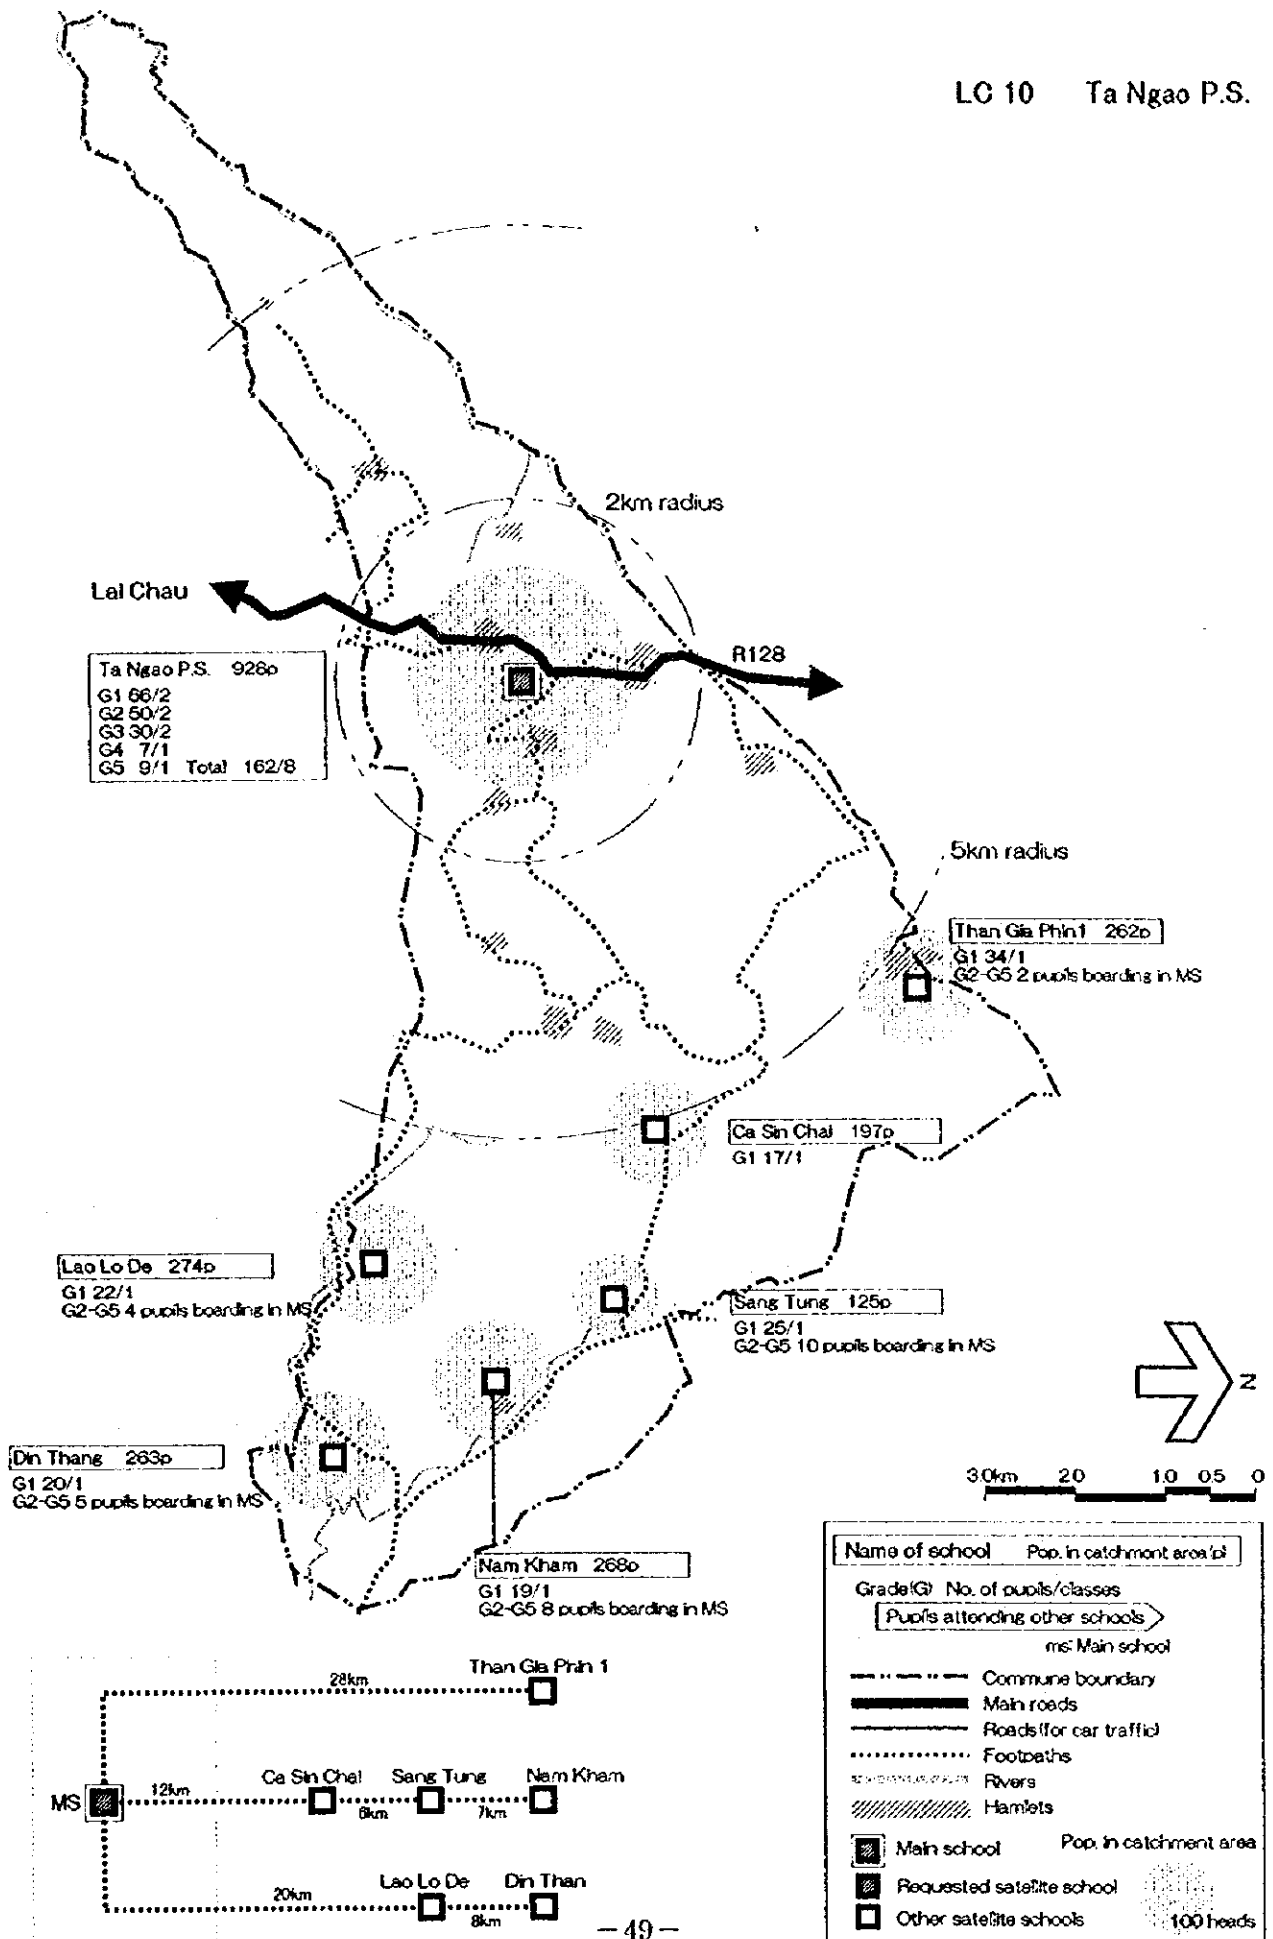 LC 10 Ta Ngao P.S.
2km radius
Lai Chau
R128
Ta Ngao P.S. 928p
G1 66/2
G2 50/2
G3 30/2
G4 7/1
G5 9/1 Total 162/8
5km radius
Than Gia Phin1 262p
G1 34/1
G2-G5 2 pupils boarding in MS
Ca Sin Chai 197p
G1 17/1
Lao Lo De 274p
G1 22/1
G2-G5 4 pupils boarding in MS
Sang Tung 125p
G1 25/1
G2-G5 10 pupils boarding in MS
N
Din Thang 263p
G1 20/1
G2-G5 5 pupils boarding in MS
3.0km 2.0 1.0 0.5 0
Nam Kham 268p
G1 19/1
G2-G5 8 pupils boarding in MS
Name of school Pop. in catchment area(p)
Grade(G) No. of pupils/classes
Pupils attending other schools
ms: Main school
Commune boundary
Main roads
Roads(for car traffic)
Footpaths
Rivers
Hamlets
Main school Pop. in catchment area
Requested satellite school
Other satellite schools 100 heads
Than Gia Phin 1
28km
MS
12km
Ca Sin Chai
6km
Sang Tung
7km
Nam Kham
20km
Lao Lo De
8km
Din Than
-49-